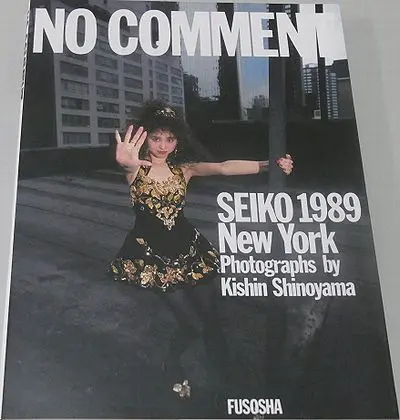 NO COMMENT
SEIKO 1989
New York
Photographs by
Kishin Shinoyama
FUSOSHA